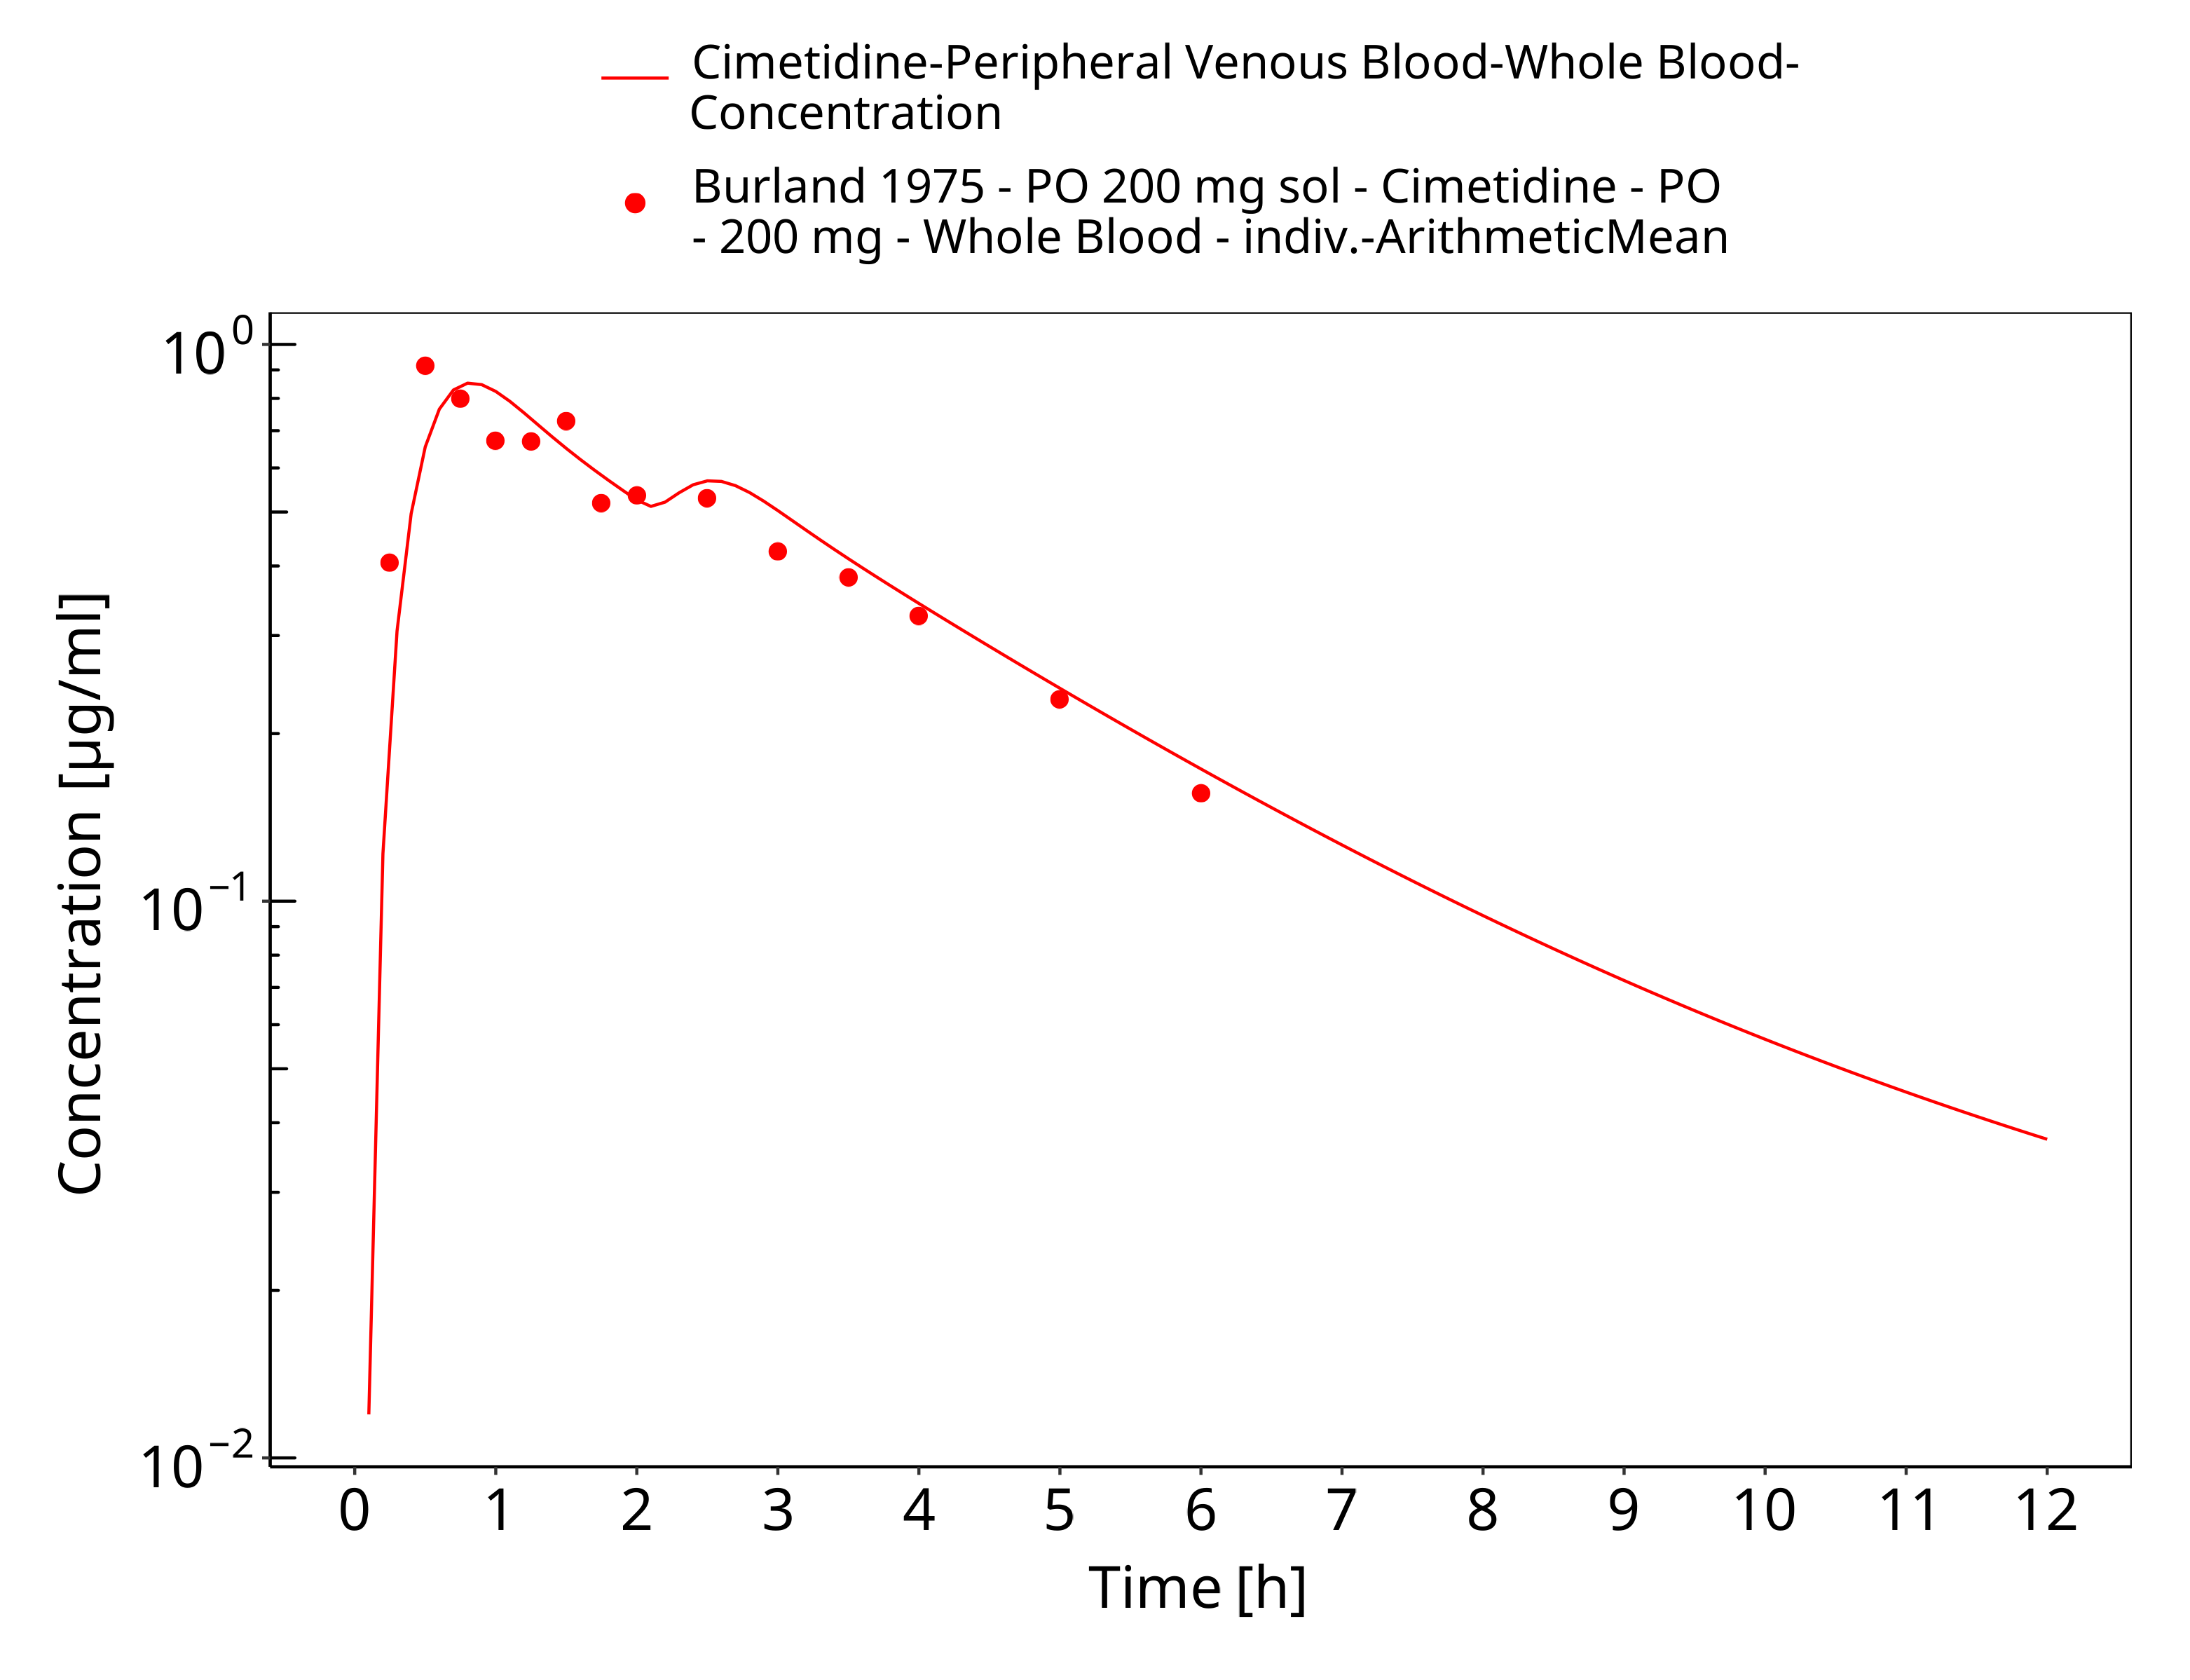 Cimetidine-Peripheral Venous Blood-Whole Blood-
Concentration
Burland 1975 - PO 200 mg sol - Cimetidine - PO
- 200 mg - Whole Blood - indiv.-ArithmeticMean
10^0
10^−1
10^−2
Concentration [µg/ml]
0 1 2 3 4 5 6 7 8 9 10 11 12
Time [h]